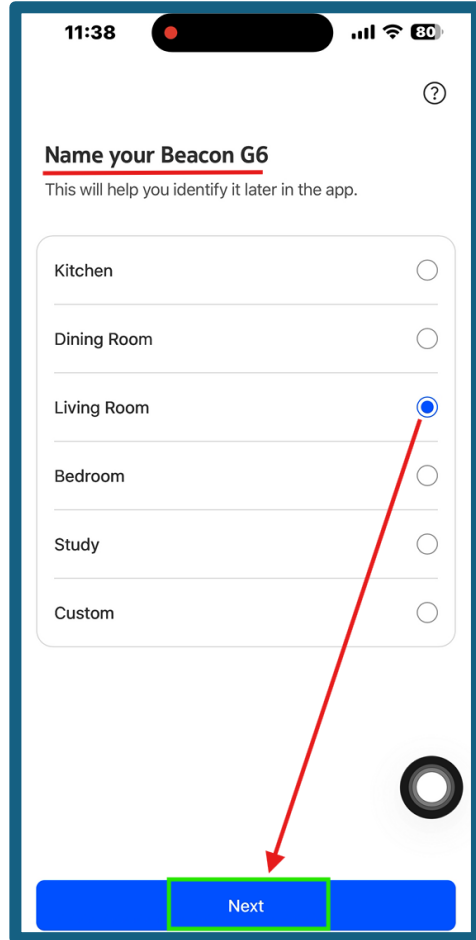 11:38
80
?
Name your Beacon G6
This will help you identify it later in the app.
Kitchen
Dining Room
Living Room
Bedroom
Study
Custom
Next